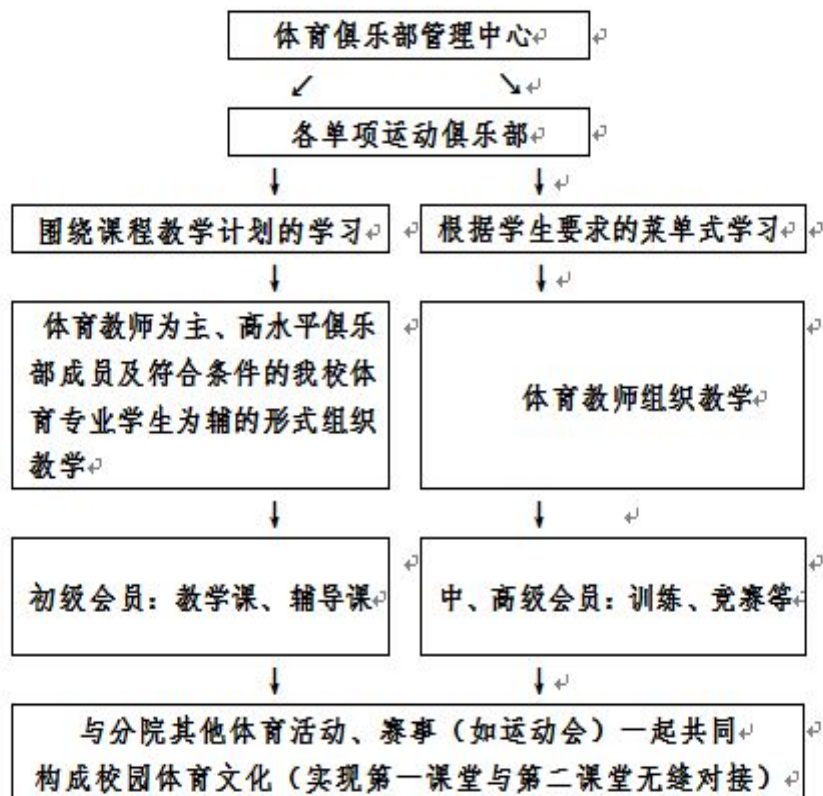 体育俱乐部管理中心
↙ ↘
各单项运动俱乐部
↓ ↓
围绕课程教学计划的学习 根据学生要求的菜单式学习
↓ ↓
体育教师为主、高水平俱乐
部成员及符合条件的我校体
育专业学生为辅的形式组织
教学
体育教师组织教学
↓ ↓
初级会员：教学课、辅导课 中、高级会员：训练、竞赛等
↓ ↓
与分院其他体育活动、赛事（如运动会）一起共同
构成校园体育文化（实现第一课堂与第二课堂无缝对接）